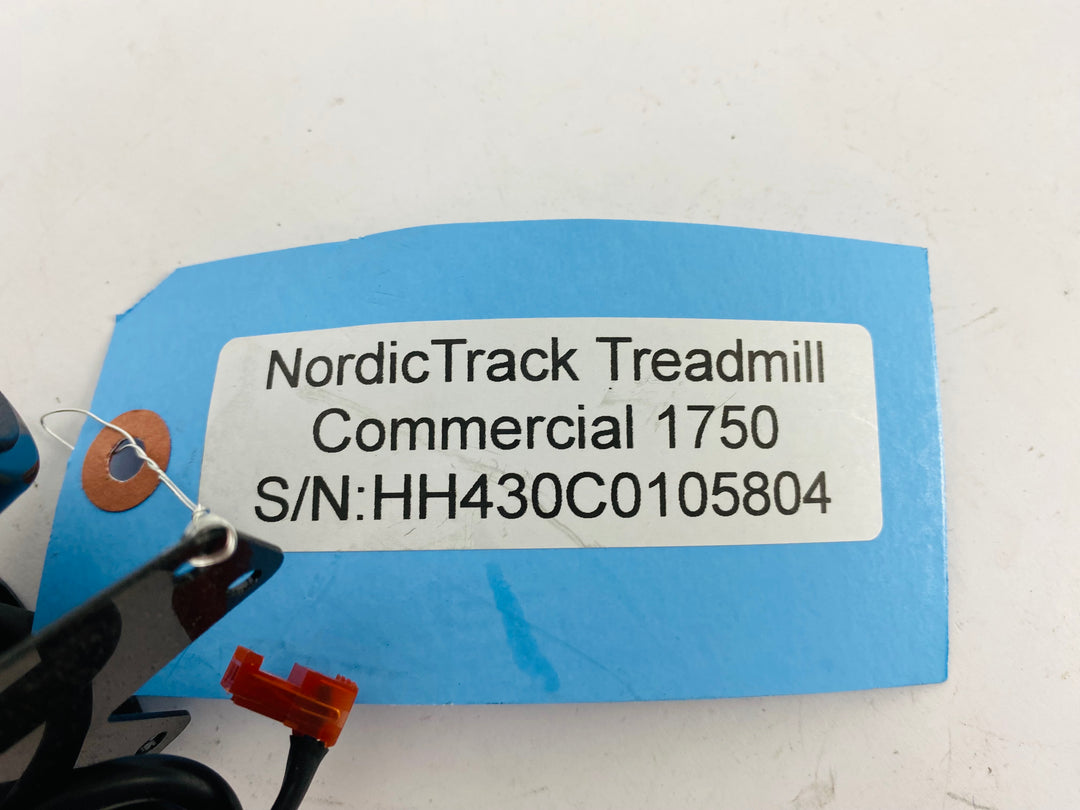 NordicTrack Treadmill
Commercial 1750
S/N:HH430C0105804